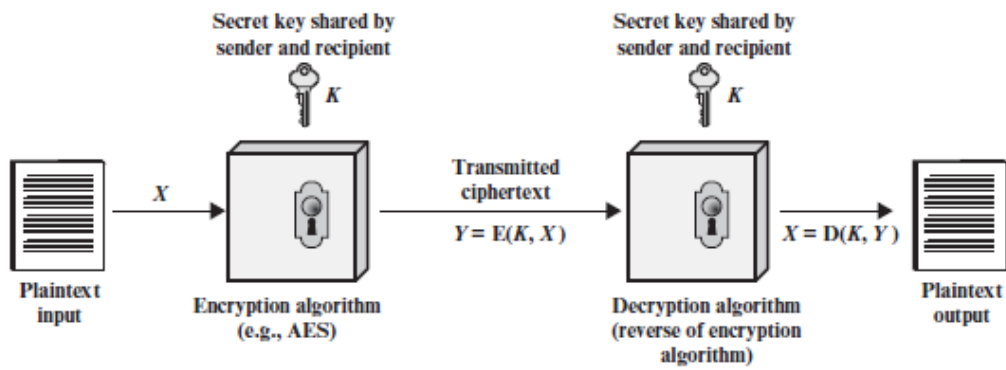 Secret key shared by
sender and recipient
K
Secret key shared by
sender and recipient
K
X
Transmitted
ciphertext
Y = E(K, X)
X = D(K, Y)
Plaintext
input
Encryption algorithm
(e.g., AES)
Decryption algorithm
(reverse of encryption
algorithm)
Plaintext
output